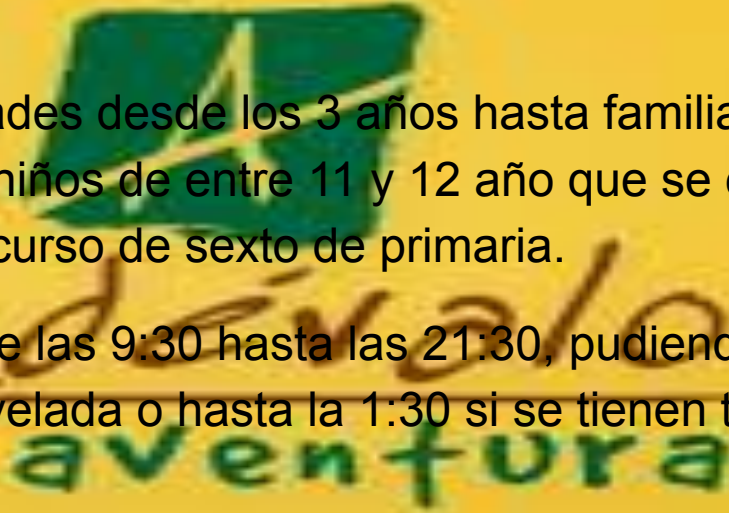 ades desde los 3 años hasta familia
niños de entre 11 y 12 año que se
curso de sexto de primaria.
e las 9:30 hasta las 21:30, pudiend
velada o hasta la 1:30 si se tienen
dévalo
aventura